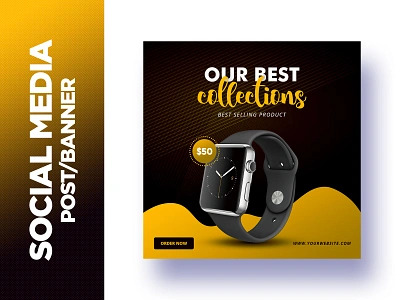 SOCIAL MEDIA
POST/BANNER
OUR BEST
collections
BEST SELLING PRODUCT
$50
ORDER NOW
WWW.YOURWEBSITE.COM